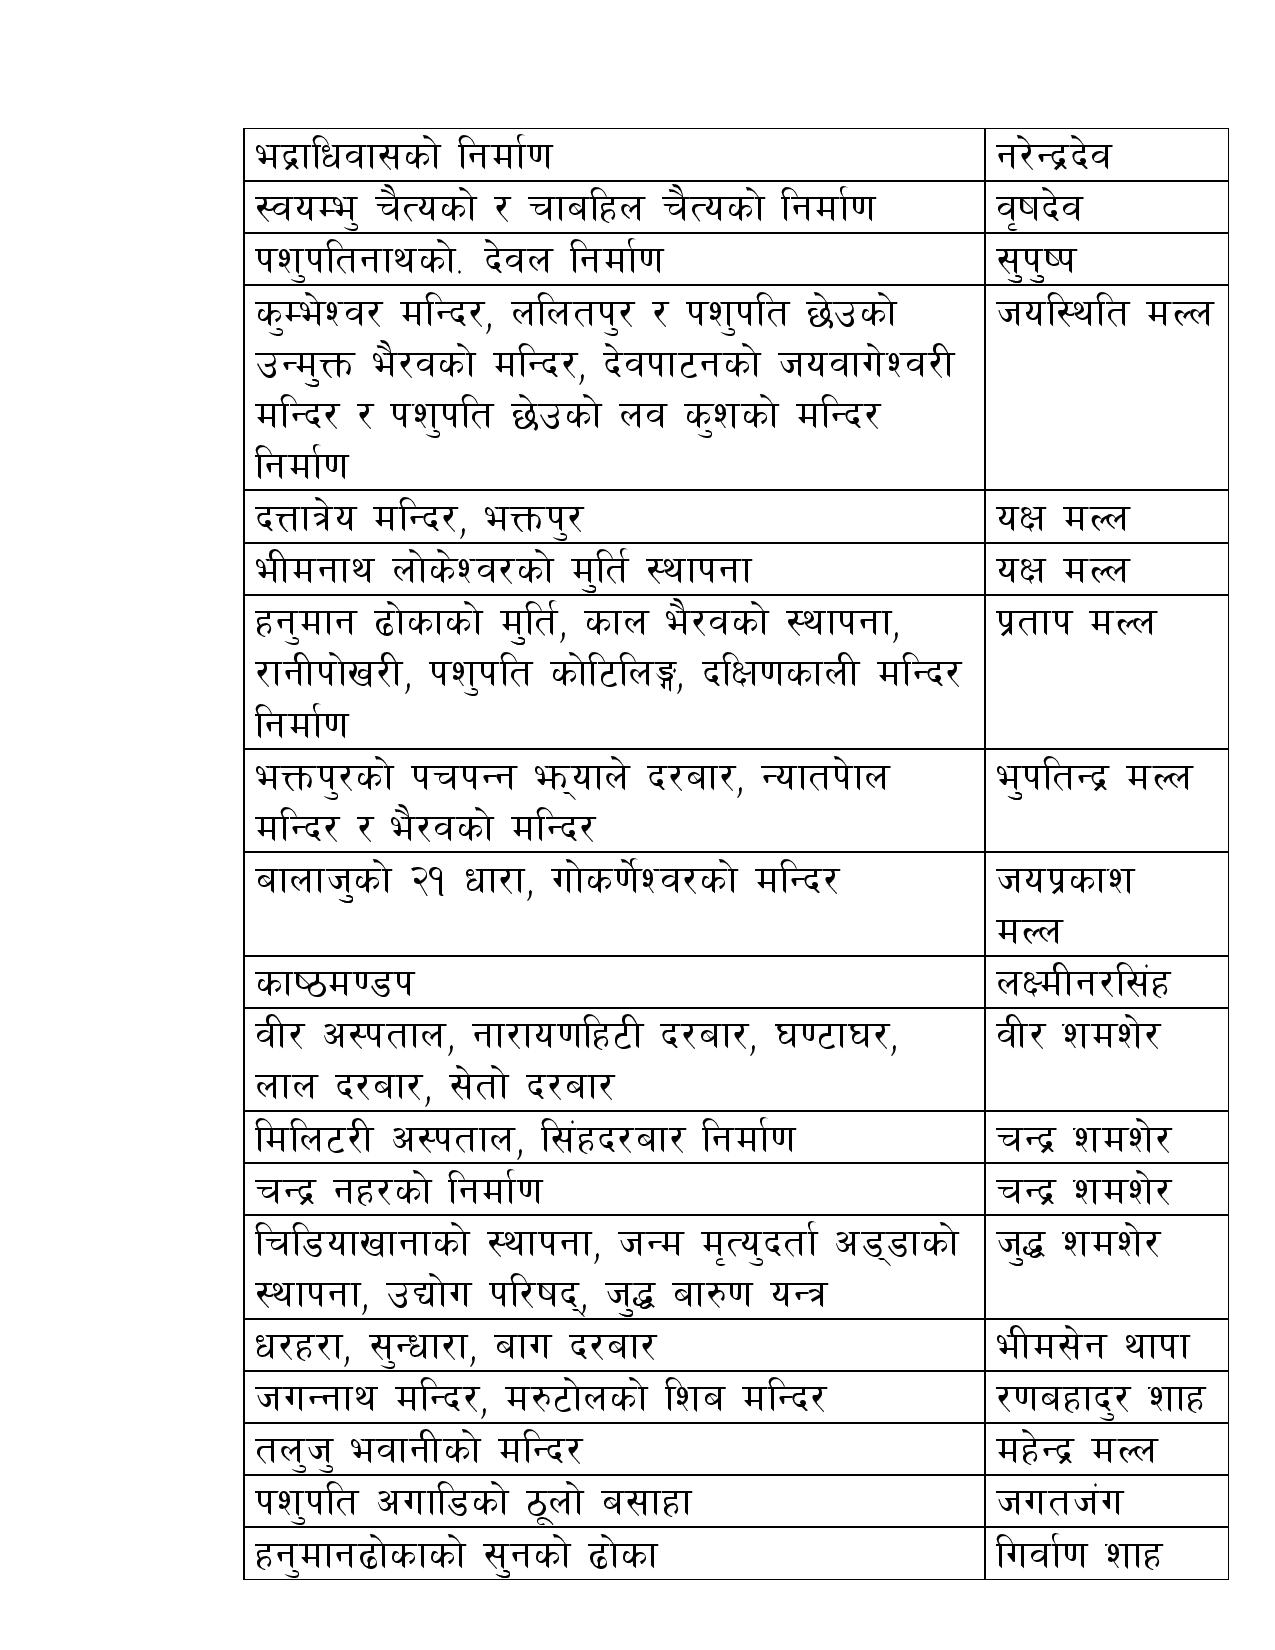 भद्राधिवासको निर्माण नरेन्द्रदेव
स्वयम्भु चैत्यको र चाबहिल चैत्यको निर्माण वृषदेव
पशुपतिनाथको. देवल निर्माण सुपुष्प
कुम्भेश्वर मन्दिर, ललितपुर र पशुपति छेउको जयस्थिति मल्ल
उन्मुक्त भैरवको मन्दिर, देवपाटनको जयवागेश्वरी
मन्दिर र पशुपति छेउको लव कुशको मन्दिर
निर्माण
दत्तात्रेय मन्दिर, भक्तपुर यक्ष मल्ल
भीमनाथ लोकेश्वरको मुर्ति स्थापना यक्ष मल्ल
हनुमान ढोकाको मुर्ति, काल भैरवको स्थापना, प्रताप मल्ल
रानीपोखरी, पशुपति कोटिलिङ्ग, दक्षिणकाली मन्दिर
निर्माण
भक्तपुरको पचपन्न झ्याले दरबार, न्यातपोल भुपतिन्द्र मल्ल
मन्दिर र भैरवको मन्दिर
बालाजुको २१ धारा, गोकर्णेश्वरको मन्दिर जयप्रकाश
मल्ल
काष्ठमण्डप लक्ष्मीनरसिंह
वीर अस्पताल, नारायणहिटी दरबार, घण्टाघर, वीर शमशेर
लाल दरबार, सेतो दरबार
मिलिटरी अस्पताल, सिंहदरबार निर्माण चन्द्र शमशेर
चन्द्र नहरको निर्माण चन्द्र शमशेर
चिडियाखानाको स्थापना, जन्म मृत्युदर्ता अड्डाको जुद्ध शमशेर
स्थापना, उद्योग परिषद्, जुद्ध बारुण यन्त्र
धरहरा, सुन्धारा, बाग दरबार भीमसेन थापा
जगन्नाथ मन्दिर, मरुटोलको शिब मन्दिर रणबहादुर शाह
तलुजु भवानीको मन्दिर महेन्द्र मल्ल
पशुपति अगाडिको ठूलो बसाहा जगतजंग
हनुमानढोकाको सुनको ढोका गिर्वाण शाह